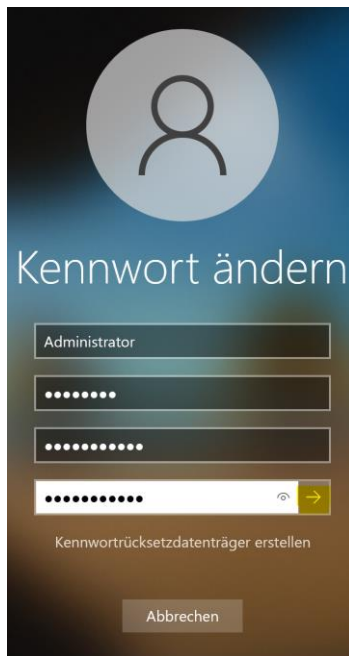 Kennwort ändern
Administrator
●●●●●●●●
●●●●●●●●●●●
●●●●●●●●●●●
Kennwortrücksetzdatenträger erstellen
Abbrechen